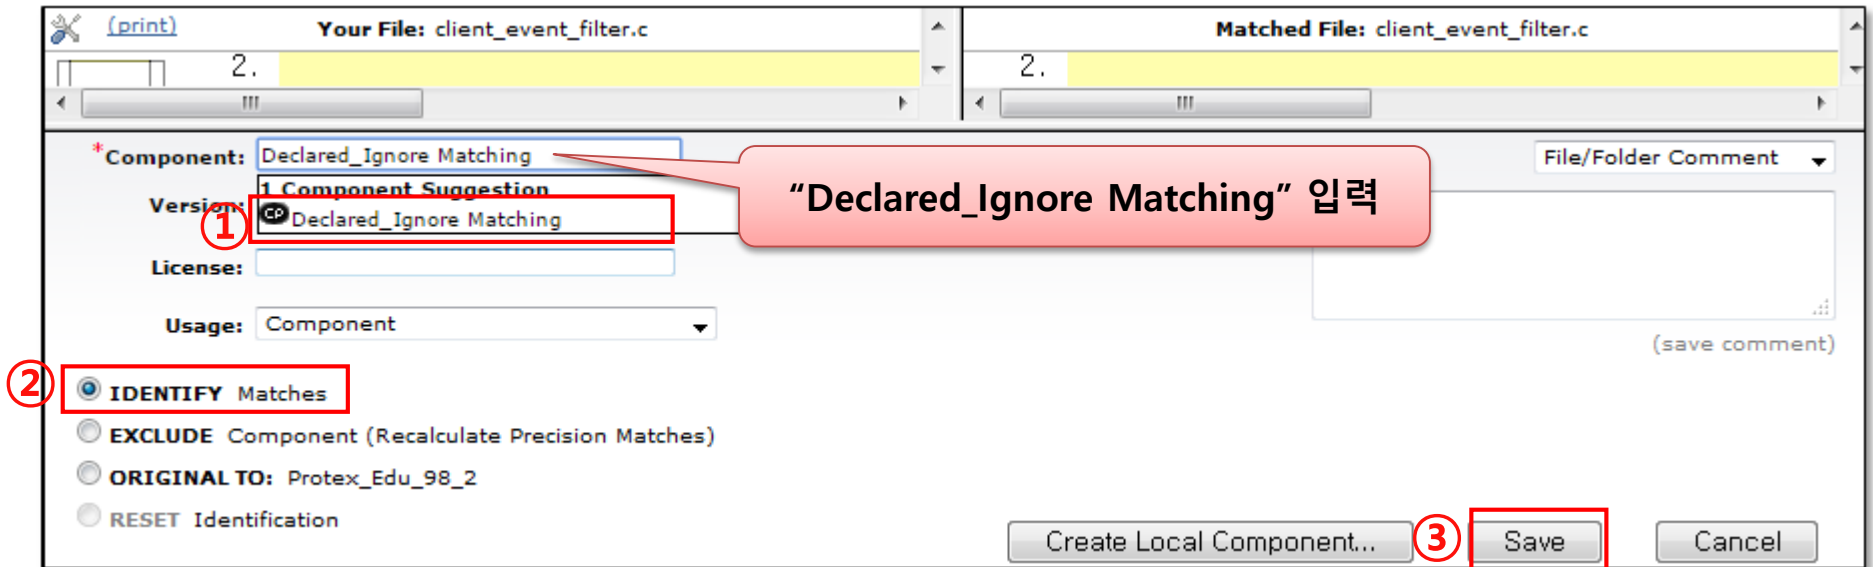 (print)
Your File: client_event_filter.c
Matched File: client_event_filter.c
2.
2.
*Component: Declared_Ignore Matching
File/Folder Comment
"Declared_Ignore Matching" 입력
1 Component Suggestion
Version:
① CP Declared_Ignore Matching
License:
Usage: Component
(save comment)
② IDENTIFY Matches
EXCLUDE Component (Recalculate Precision Matches)
ORIGINAL TO: Protex_Edu_98_2
RESET Identification
Create Local Component... ③ Save Cancel